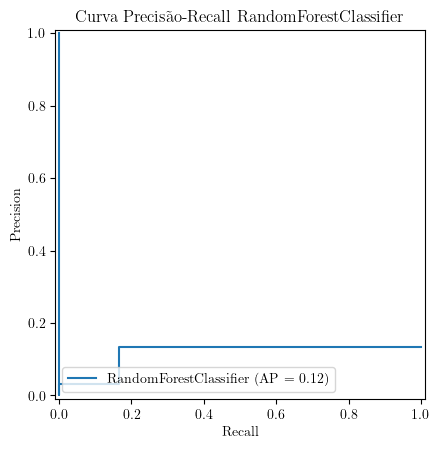 Curva Precisão-Recall RandomForestClassifier
1.0
0.8
0.6
0.4
0.2
0.0
Precision
RandomForestClassifier (AP = 0.12)
0.0 0.2 0.4 0.6 0.8 1.0
Recall